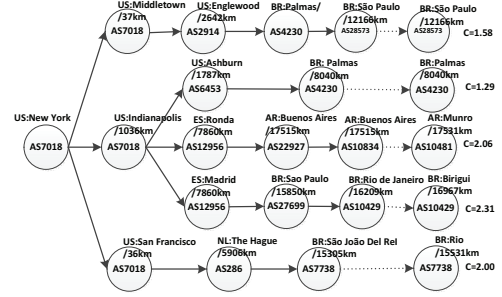 US:Middletown US:Englewood BR:Palmas/ BR:São Paulo BR:São Paulo
/37km /2642km /12166km /12166km
AS7018 AS2914 AS4230 AS28573 AS28573 C=1.58
US:Ashburn BR: Palmas BR:Palmas
/1787km /8040km /8040km
AS6453 AS4230 AS4230 C=1.29
US:New York US:Indianapolis ES:Ronda AR:Buenos Aires AR:Buenos Aires AR:Munro
/1036km /7860km /17515km /17515km /17531km
AS7018 AS7018 AS12956 AS22927 AS10834 AS10481 C=2.06
ES:Madrid BR:Sao Paulo BR:Rio de Janeiro BR:Birigui
/7860km /15850km /16209km /16967km
AS12956 AS27699 AS10429 AS10429 C=2.31
US:San Francisco NL:The Hague BR:São João Del Rel BR:Rio
/36km /5906km /15305km /15531km
AS7018 AS286 AS7738 AS7738 C=2.00